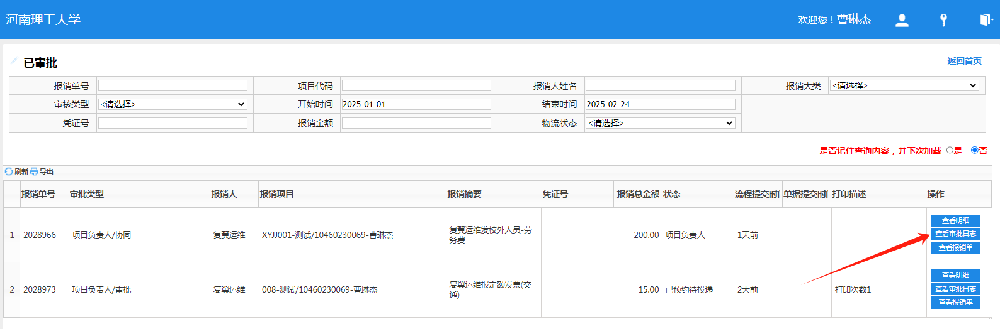 河南理工大学
欢迎您！曹琳杰
已审批
返回首页
报销单号 项目代码 报销人姓名 报销大类 <请选择>
审核类型 <请选择> 开始时间 2025-01-01 结束时间 2025-02-24
凭证号 报销金额 物流状态 <请选择>
是否记住查询内容，并下次加载 是 否
刷新 导出
报销单号 审批类型 报销人 报销项目 报销摘要 凭证号 报销总金额 状态 流程提交时 单据提交时 打印描述 操作
1 2028966 项目负责人/协同 复翼运维 XYJJ001-测试/10460230069-曹琳杰 复翼运维发校外人员-劳
务费 200.00 项目负责人 1天前
查看明细
查看审批日志
查看报销单
2 2028973 项目负责人/审批 复翼运维 008-测试/10460230069-曹琳杰 复翼运维报定额发票(交
通) 15.00 已预约待投递 2天前 打印次数1
查看明细
查看审批日志
查看报销单